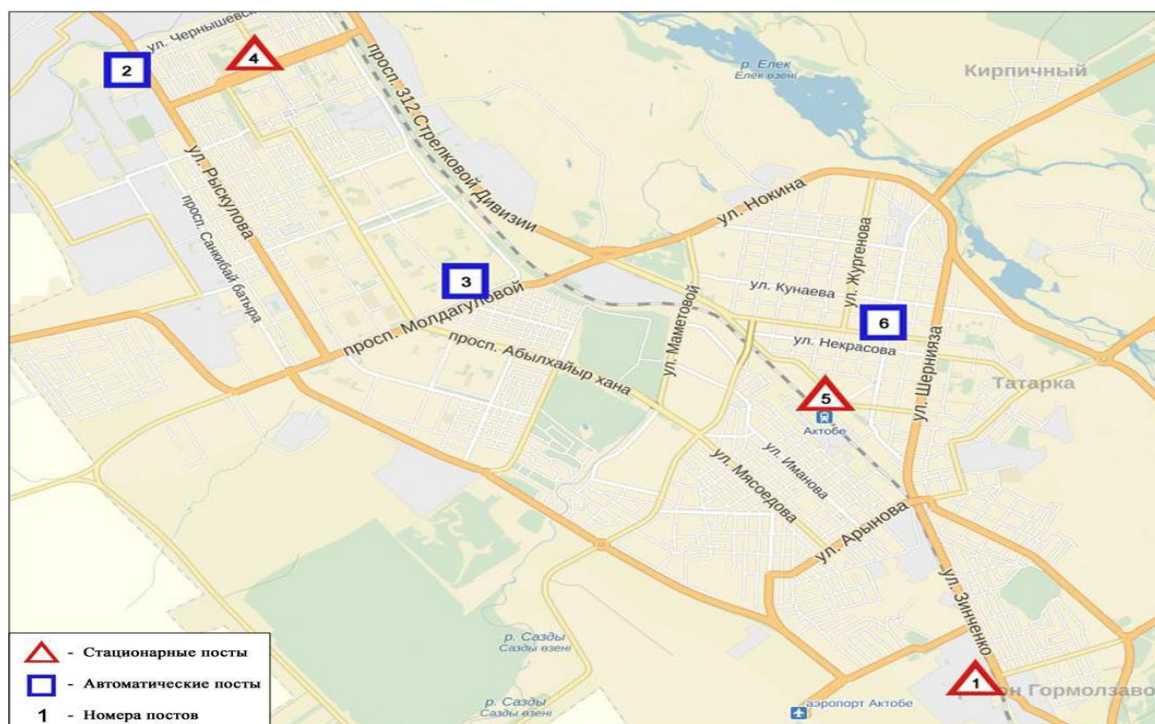 ул. Чернышевск
2
4
просп. 312 Стрелковой Дивизии
р. Елек
Елек өзені
Кирпичный
ул. Рыскулова
просп. Санкибай батыра
ул. Нокина
ул. Жургенова
3
ул. Кунаева
6
просп. Молдагуловой
ул. Маметовой
ул. Некрасова
просп. Абылхайыр хана
ул. Шернияза
Татарка
5
Актобе
ул. Иманова
ул. Мясоедова
ул. Арынова
ул. Зинченко
р. Сазды
Сазды өзені
р. Сазды
Сазды өзені
1
он Гормолзаво
аэропорт Актобе
- Стационарные посты
- Автоматические посты
1 - Номера постов